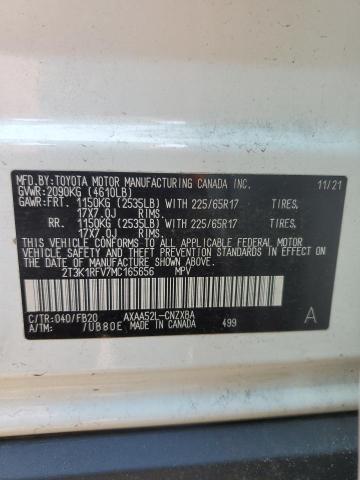 MFD.BY:TOYOTA MOTOR MANUFACTURING CANADA INC. 11/21
GVWR:2090KG (4610LB)
GAWR:FRT. 1150KG (2535LB) WITH 225/65R17 TIRES,
17X7.0J RIMS.
RR. 1150KG (2535LB) WITH 225/65R17 TIRES,
17X7.0J RIMS.
THIS VEHICLE CONFORMS TO ALL APPLICABLE FEDERAL MOTOR
VEHICLE SAFETY, BUMPER, AND THEFT PREVENTION STANDARDS
IN EFFECT ON THE DATE OF MANUFACTURE SHOWN ABOVE.
2T3K1RFV7MC165656 MPV
C/TR:040/FB20 AXAA52L-CNZXBA
A/TM: /UB80E MADE IN CANADA 499
A